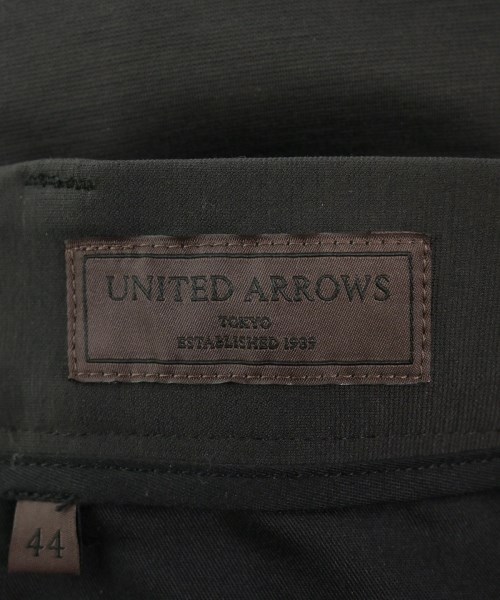 UNITED ARROWS
TOKYO
ESTABLISHED 1989
44